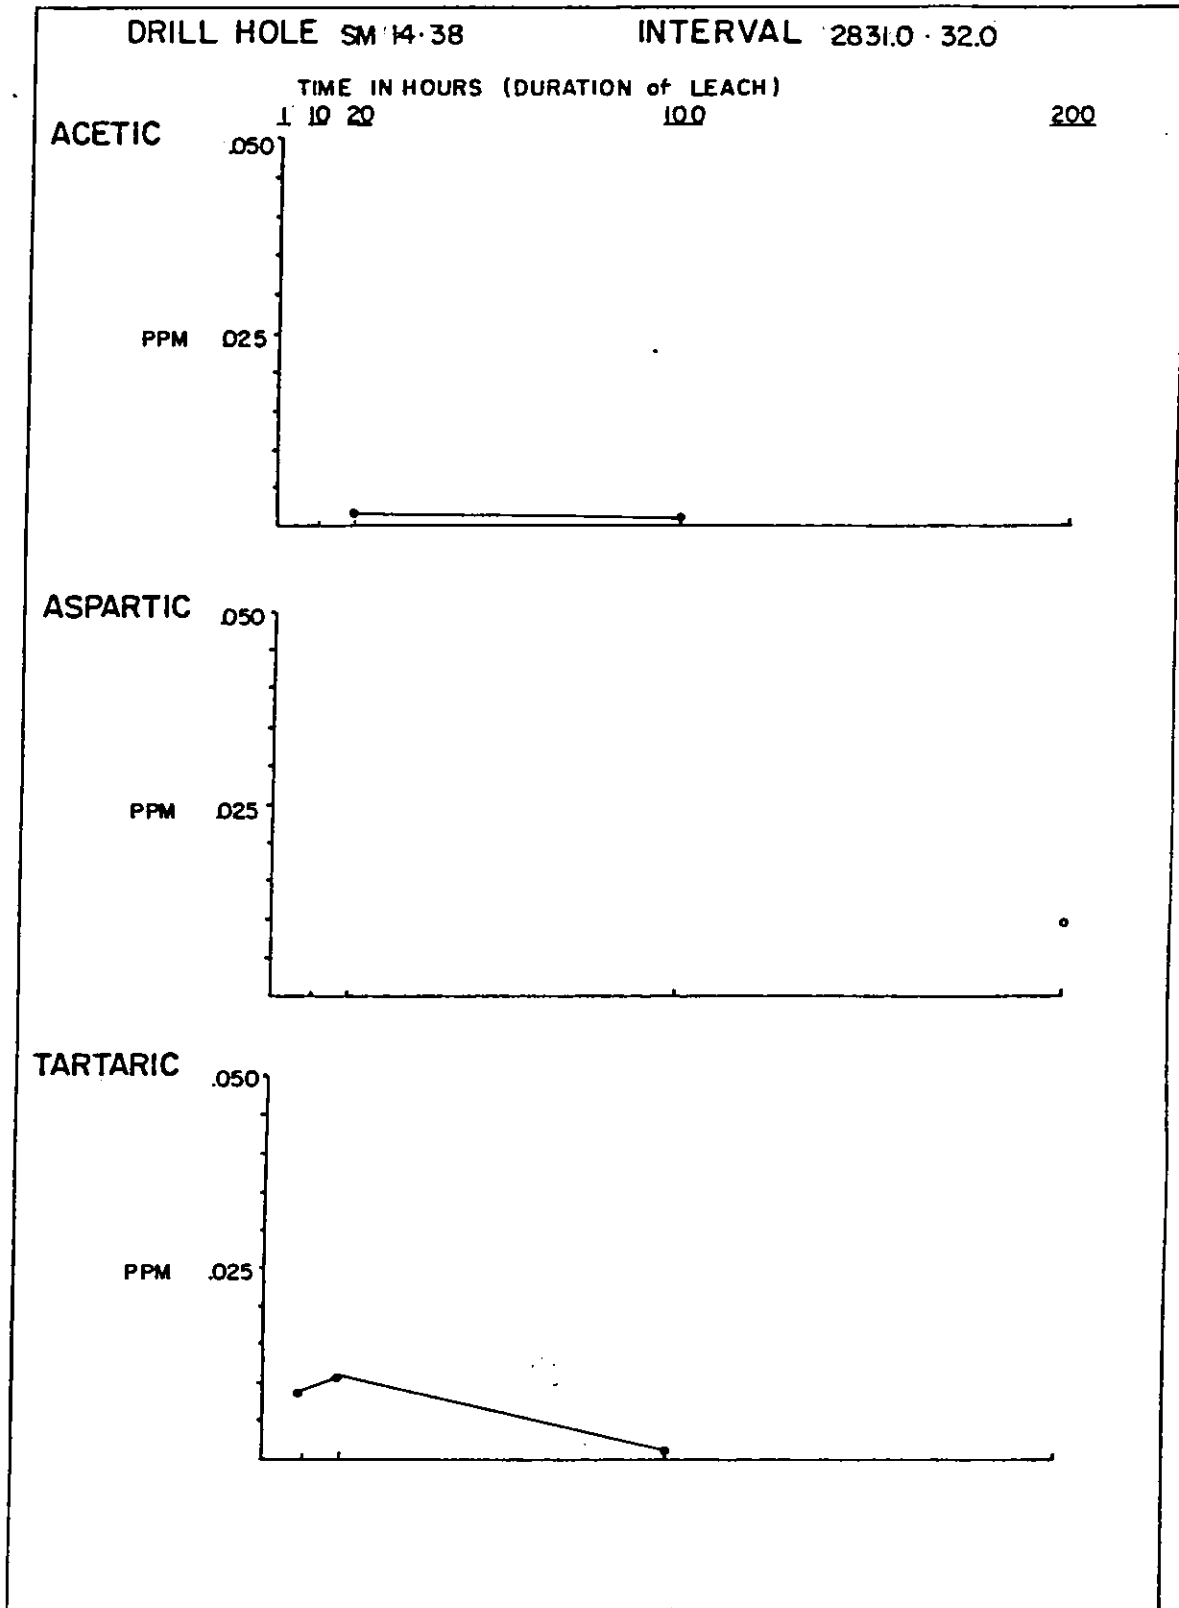 DRILL HOLE SM 14·38 INTERVAL 2831.0 · 32.0
TIME IN HOURS (DURATION of LEACH)
1 10 20 100 200
ACETIC .050
PPM .025
ASPARTIC .050
PPM .025
TARTARIC .050
PPM .025